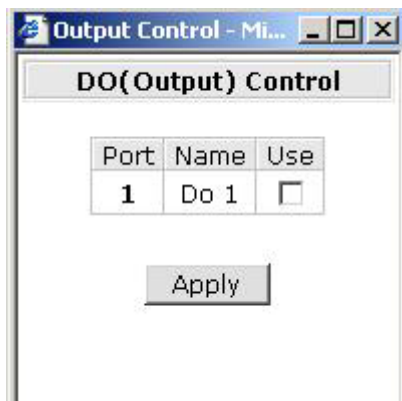 Output Control - Mi...
DO(Output) Control
Port Name Use
1 Do 1
Apply